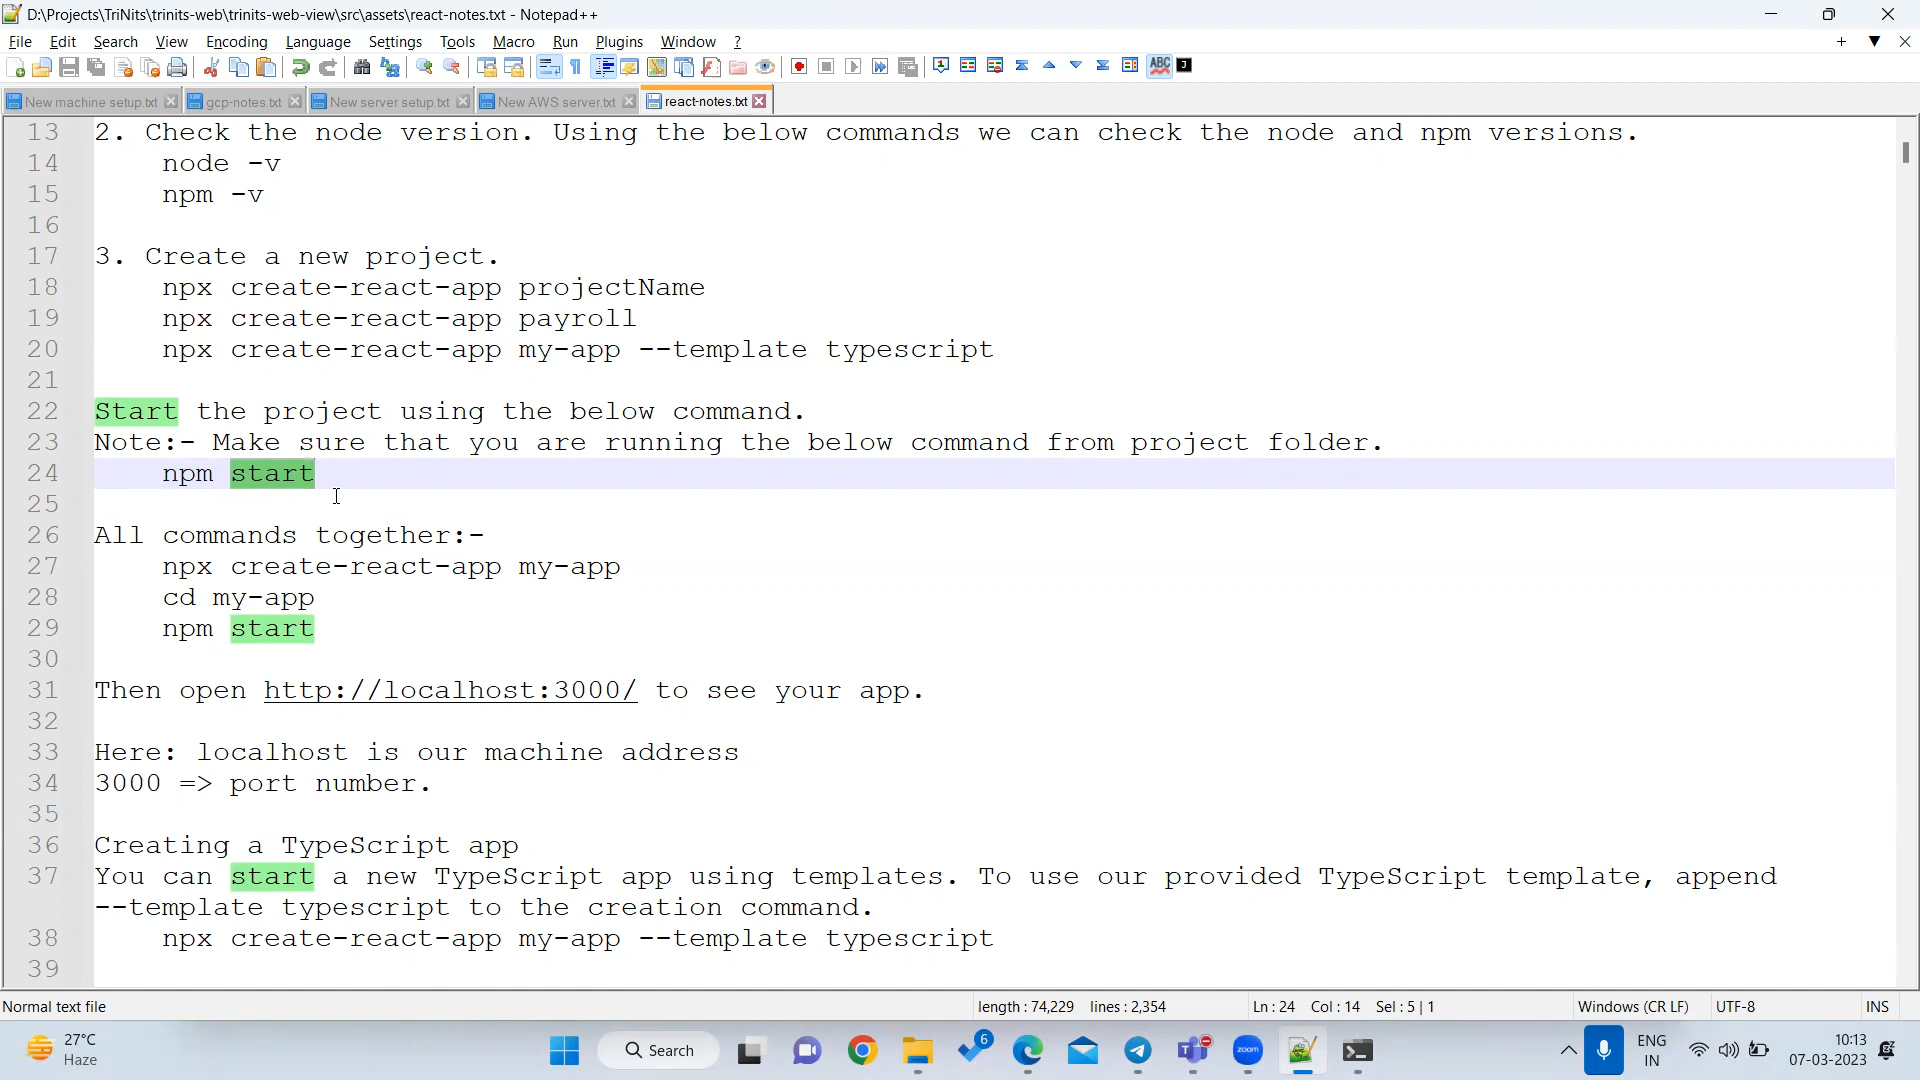 D:\Projects\TriNits\trinits-web\trinits-web-view\src\assets\react-notes.txt - Notepad++
File Edit Search View Encoding Language Settings Tools Macro Run Plugins Window ?
New machine setup.txt gcp-notes.txt New server setup.txt New AWS server.txt react-notes.txt
13 2. Check the node version. Using the below commands we can check the node and npm versions.
14 node -v
15 npm -v
16
17 3. Create a new project.
18 npx create-react-app projectName
19 npx create-react-app payroll
20 npx create-react-app my-app --template typescript
21
22 Start the project using the below command.
23 Note:- Make sure that you are running the below command from project folder.
24 npm start
25
26 All commands together:-
27 npx create-react-app my-app
28 cd my-app
29 npm start
30
31 Then open http://localhost:3000/ to see your app.
32
33 Here: localhost is our machine address
34 3000 => port number.
35
36 Creating a TypeScript app
37 You can start a new TypeScript app using templates. To use our provided TypeScript template, append
--template typescript to the creation command.
38 npx create-react-app my-app --template typescript
39
Normal text file length : 74,229 lines : 2,354 Ln : 24 Col : 14 Sel : 5 | 1 Windows (CR LF) UTF-8 INS
27°C
Haze
Search
6
zoom
ENG
IN
10:13
07-03-2023